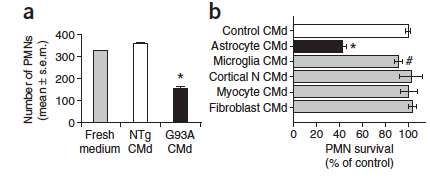 a
Number of PMNs
(mean ± s.e.m.)
400
300
200
100
0
*
Fresh medium
NTg CMd
G93A CMd
b
Control CMd
Astrocyte CMd *
Microglia CMd #
Cortical N CMd
Myocyte CMd
Fibroblast CMd
0 20 40 60 80 100
PMN survival
(% of control)